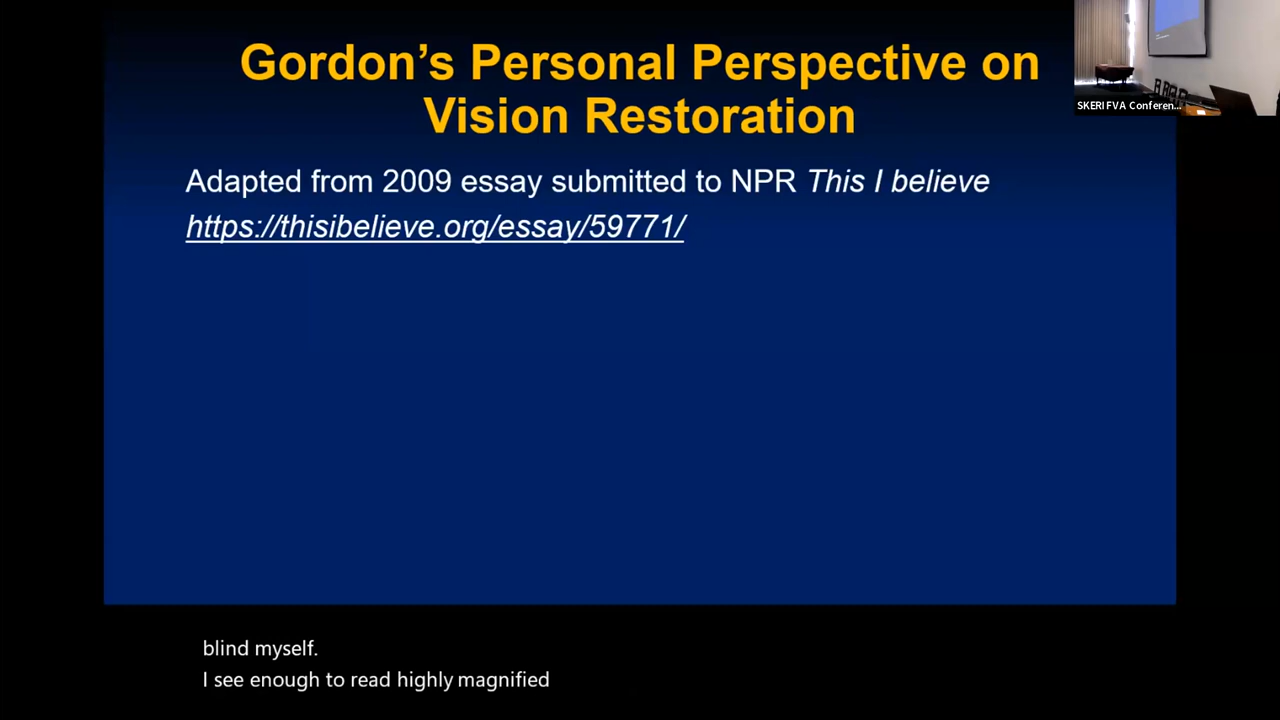 Gordon’s Personal Perspective on
Vision Restoration
Adapted from 2009 essay submitted to NPR This I believe
https://thisibelieve.org/essay/59771/
SKERI FVA Conferen...
blind myself.
I see enough to read highly magnified